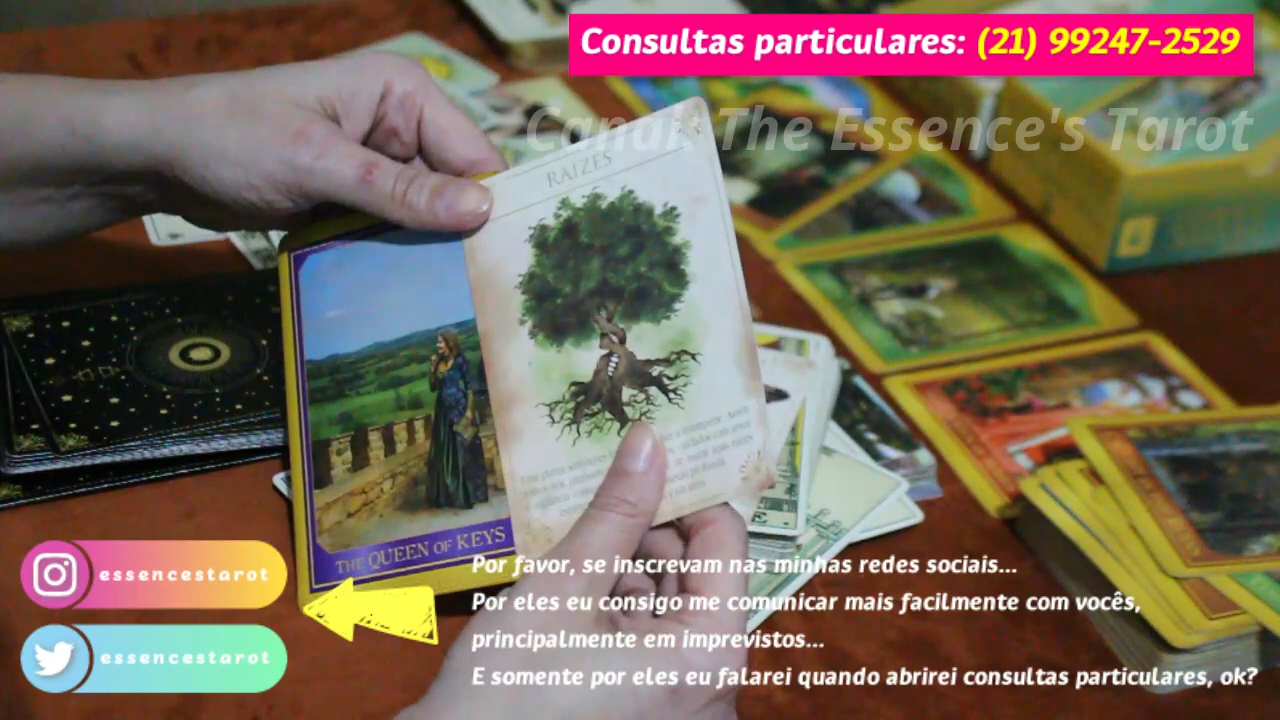 Consultas particulares: (21) 99247-2529
Canal: The Essence's Tarot
RAÍZES
THE QUEEN OF KEYS
essencestarot
essencestarot
Por favor, se inscrevam nas minhas redes sociais...
Por eles eu consigo me comunicar mais facilmente com vocês,
principalmente em imprevistos...
E somente por eles eu falarei quando abrirei consultas particulares, ok?